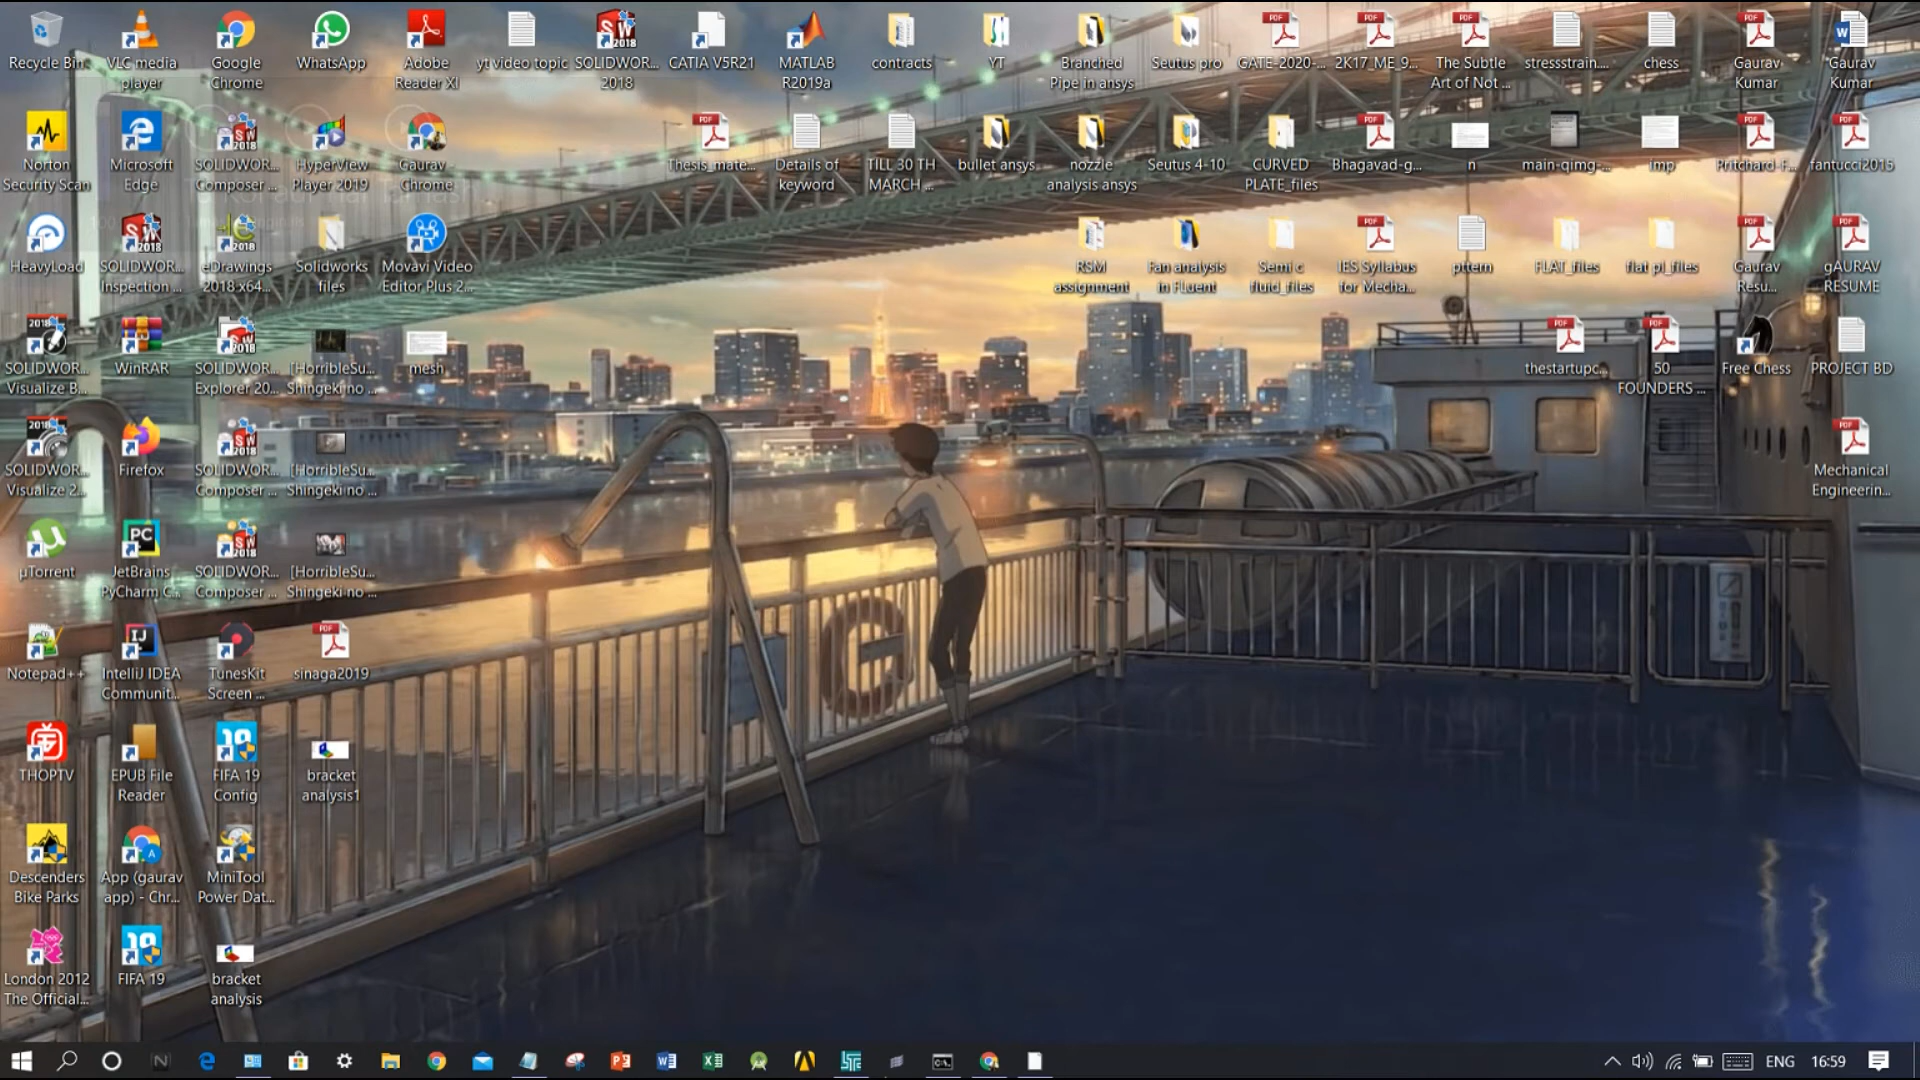 Recycle Bin
VLC media
player
Google
Chrome
WhatsApp
Adobe
Reader XI
yt video topic
SOLIDWOR...
2018
CATIA V5R21
MATLAB
R2019a
contracts
YT
Branched
Pipe in ansys
Seutus pro
GATE-2020-...
2K17_ME_9...
The Subtle
Art of Not ...
stressstrain....
chess
Gaurav
Kumar
Gaurav
Kumar
Norton
Security Scan
Microsoft
Edge
SOLIDWOR...
Composer ...
HyperView
Player 2019
Gaurav -
Chrome
Thesis_mate...
Details of
keyword
TILL 30 TH
MARCH ...
bullet ansys
nozzle
analysis ansys
Seutus 4-10
CURVED
PLATE_files
Bhagavad-g...
n
main-qimg-...
imp
Pritchard-F...
fantucci2015
HeavyLoad
SOLIDWOR...
Inspection ...
eDrawings
2018 x64...
Solidworks
files
Movavi Video
Editor Plus 2...
RSM
assignment
Fan analysis
in FLuent
Semi c
fluid_files
IES Syllabus
for Mecha...
pttern
FLAT_files
flat pl_files
Gaurav
Resu...
gAURAV
RESUME
SOLIDWOR...
Visualize B...
WinRAR
SOLIDWOR...
Explorer 20...
[HorribleSu...
Shingeki no ...
mesh
thestartupc...
50
FOUNDERS ...
Free Chess
PROJECT BD
SOLIDWOR...
Visualize 2...
Firefox
SOLIDWOR...
Composer ...
[HorribleSu...
Shingeki no ...
Mechanical
Engineerin...
µTorrent
JetBrains
PyCharm C...
SOLIDWOR...
Composer ...
[HorribleSu...
Shingeki no ...
Notepad++
IntelliJ IDEA
Communit...
TunesKit
Screen ...
sinaga2019
THOPTV
EPUB File
Reader
FIFA 19
Config
bracket
analysis1
Descenders
Bike Parks
App (gaurav
app) - Chr...
MiniTool
Power Dat...
London 2012
The Official...
FIFA 19
bracket
analysis
ENG
16:59